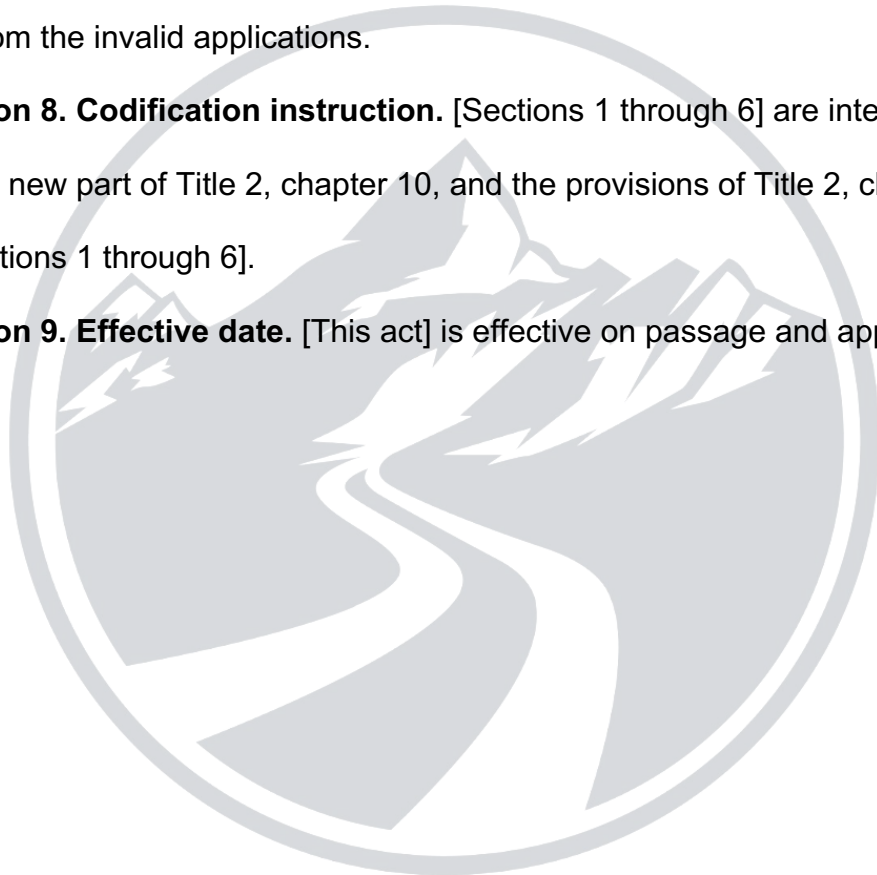 om the invalid applications.
on 8. Codification instruction. [Sections 1 through 6] are inte
new part of Title 2, chapter 10, and the provisions of Title 2, c
tions 1 through 6].
on 9. Effective date. [This act] is effective on passage and app